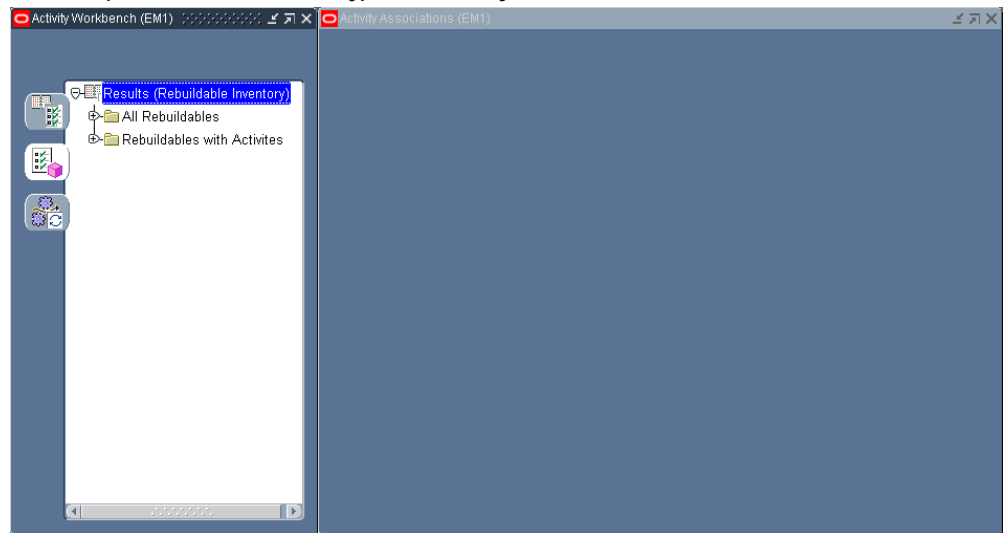 Activity Workbench (EM1)
Activity Associations (EM1)
Results (Rebuildable Inventory)
All Rebuildables
Rebuildables with Activites